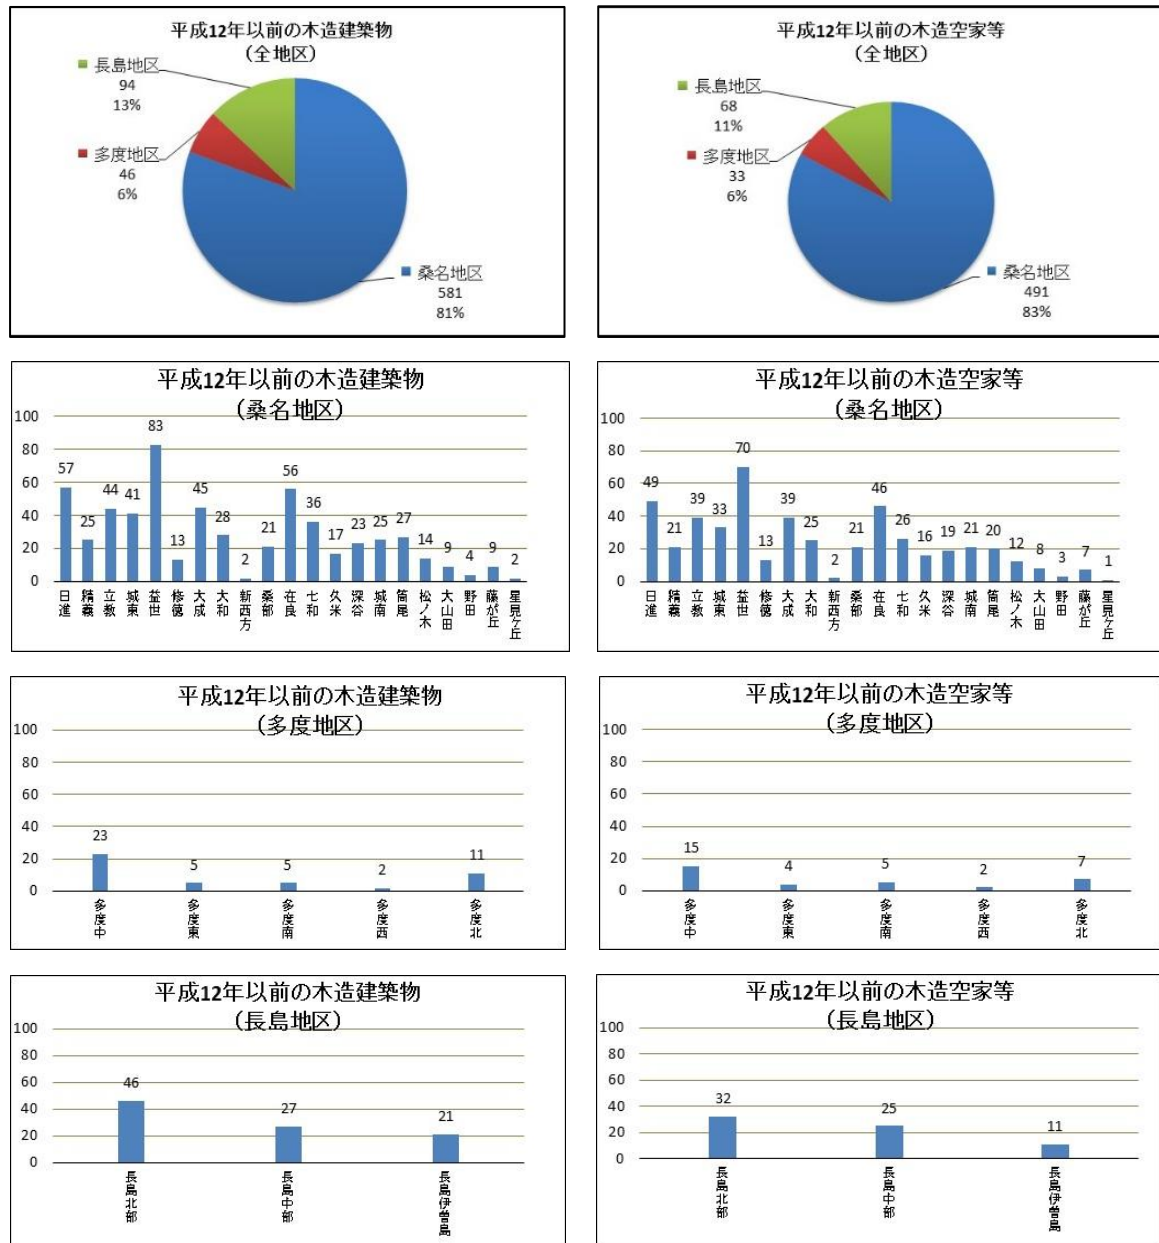 平成12年以前の木造建築物
（全地区）
長島地区
94
13%
多度地区
46
6%
桑名地区
581
81%
平成12年以前の木造空家等
（全地区）
長島地区
68
11%
多度地区
33
6%
桑名地区
491
83%
平成12年以前の木造建築物
（桑名地区）
100
80
60
40
20
0
57
25
44
41
83
13
45
28
2
21
56
36
17
23
25
27
14
9
4
9
2
日進
精義
立教
城東
益世
修徳
大成
大和
新西方
桑部
在良
七和
久米
深谷
城南
筒尾
松ノ木
大山田
野田
藤が丘
星見ケ丘
平成12年以前の木造空家等
（桑名地区）
100
80
60
40
20
0
49
21
39
33
70
13
39
25
2
21
46
26
16
19
21
20
12
8
3
7
1
日進
精義
立教
城東
益世
修徳
大成
大和
新西方
桑部
在良
七和
久米
深谷
城南
筒尾
松ノ木
大山田
野田
藤が丘
星見ケ丘
平成12年以前の木造建築物
（多度地区）
100
80
60
40
20
0
23
5
5
2
11
多度中
多度東
多度南
多度西
多度北
平成12年以前の木造空家等
（多度地区）
100
80
60
40
20
0
15
4
5
2
7
多度中
多度東
多度南
多度西
多度北
平成12年以前の木造建築物
（長島地区）
100
80
60
40
20
0
46
27
21
長島北部
長島中部
長島伊曽島
平成12年以前の木造空家等
（長島地区）
100
80
60
40
20
0
32
25
11
長島北部
長島中部
長島伊曽島